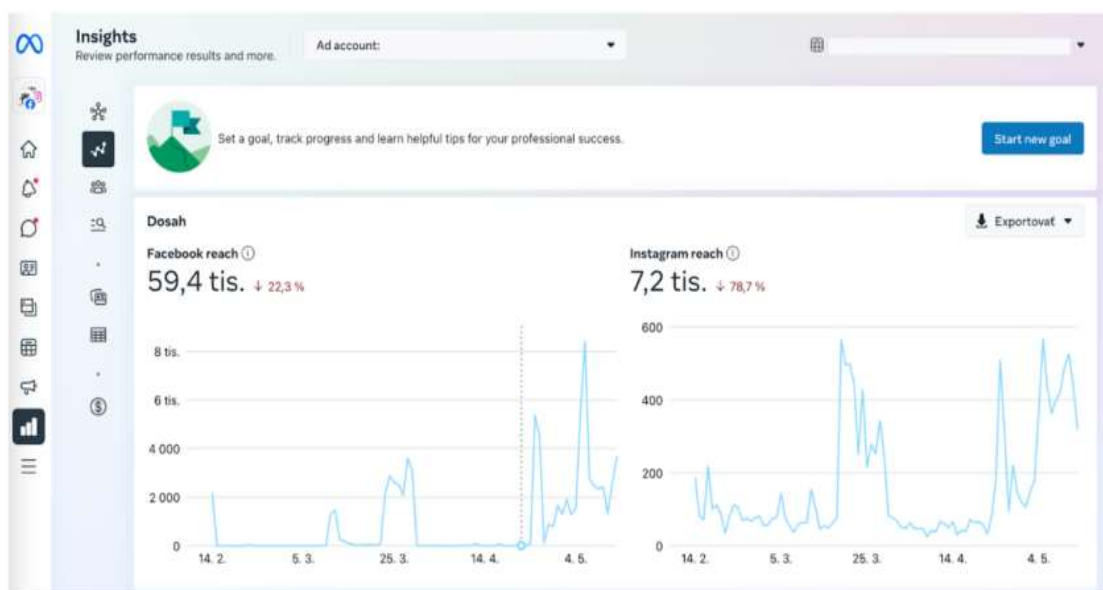 Insights
Review performance results and more.
Ad account:
Set a goal, track progress and learn helpful tips for your professional success.
Start new goal
Dosah
Exportovať
Facebook reach
59,4 tis. ↓ 22,3 %
8 tis.
6 tis.
4 000
2 000
0
14. 2. 5. 3. 25. 3. 14. 4. 4. 5.
Instagram reach
7,2 tis. ↓ 78,7 %
600
400
200
0
14. 2. 5. 3. 25. 3. 14. 4. 4. 5.